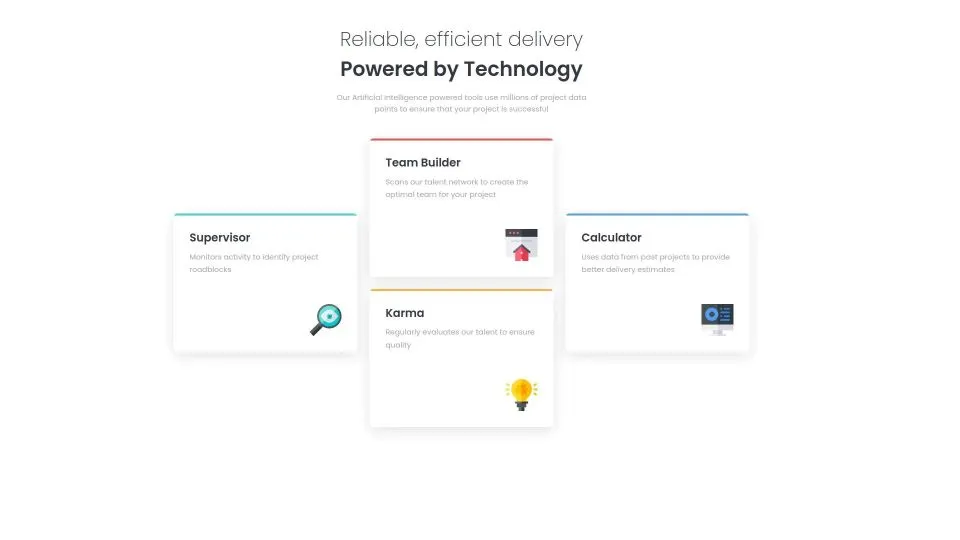 Reliable, efficient delivery
Powered by Technology
Our Artificial Intelligence powered tools use millions of project data
points to ensure that your project is successful
Supervisor
Monitors activity to identify project
roadblocks
Team Builder
Scans our talent network to create the
optimal team for your project
Karma
Regularly evaluates our talent to ensure
quality
Calculator
Uses data from past projects to provide
better delivery estimates